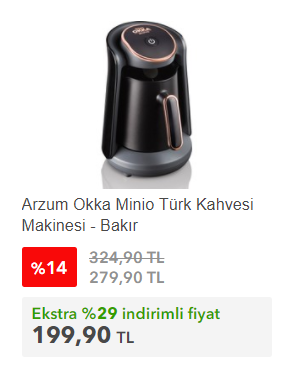 OKKA
Arzum Okka Minio Türk Kahvesi
Makinesi - Bakır
%14
324,90 TL
279,90 TL
Ekstra %29 indirimli fiyat
199,90 TL